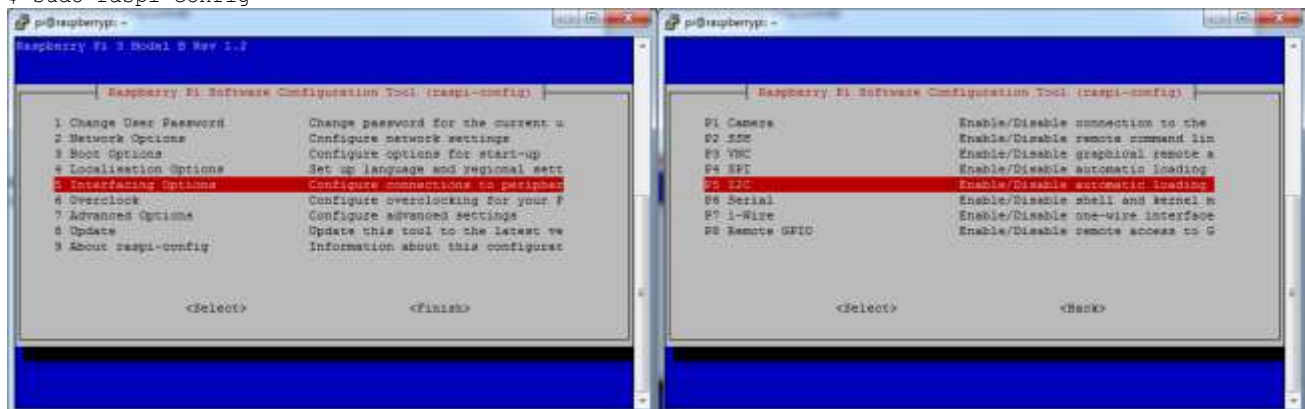 $ sudo raspi-config
pi@raspberrypi: ~
Raspberry Pi 3 Model B Rev 1.2
Raspberry Pi Software Configuration Tool (raspi-config)
1 Change User Password Change password for the current u
2 Network Options Configure network settings
3 Boot Options Configure options for start-up
4 Localisation Options Set up language and regional sett
5 Interfacing Options Configure connections to peripher
6 Overclock Configure overclocking for your P
7 Advanced Options Configure advanced settings
8 Update Update this tool to the latest ve
9 About raspi-config Information about this configurat
<Select> <Finish>
pi@raspberrypi: ~
Raspberry Pi Software Configuration Tool (raspi-config)
P1 Camera Enable/Disable connection to the
P2 SSH Enable/Disable remote command lin
P3 VNC Enable/Disable graphical remote a
P4 SPI Enable/Disable automatic loading
P5 I2C Enable/Disable automatic loading
P6 Serial Enable/Disable shell and kernel m
P7 1-Wire Enable/Disable one-wire interface
P8 Remote GPIO Enable/Disable remote access to G
<Select> <Back>